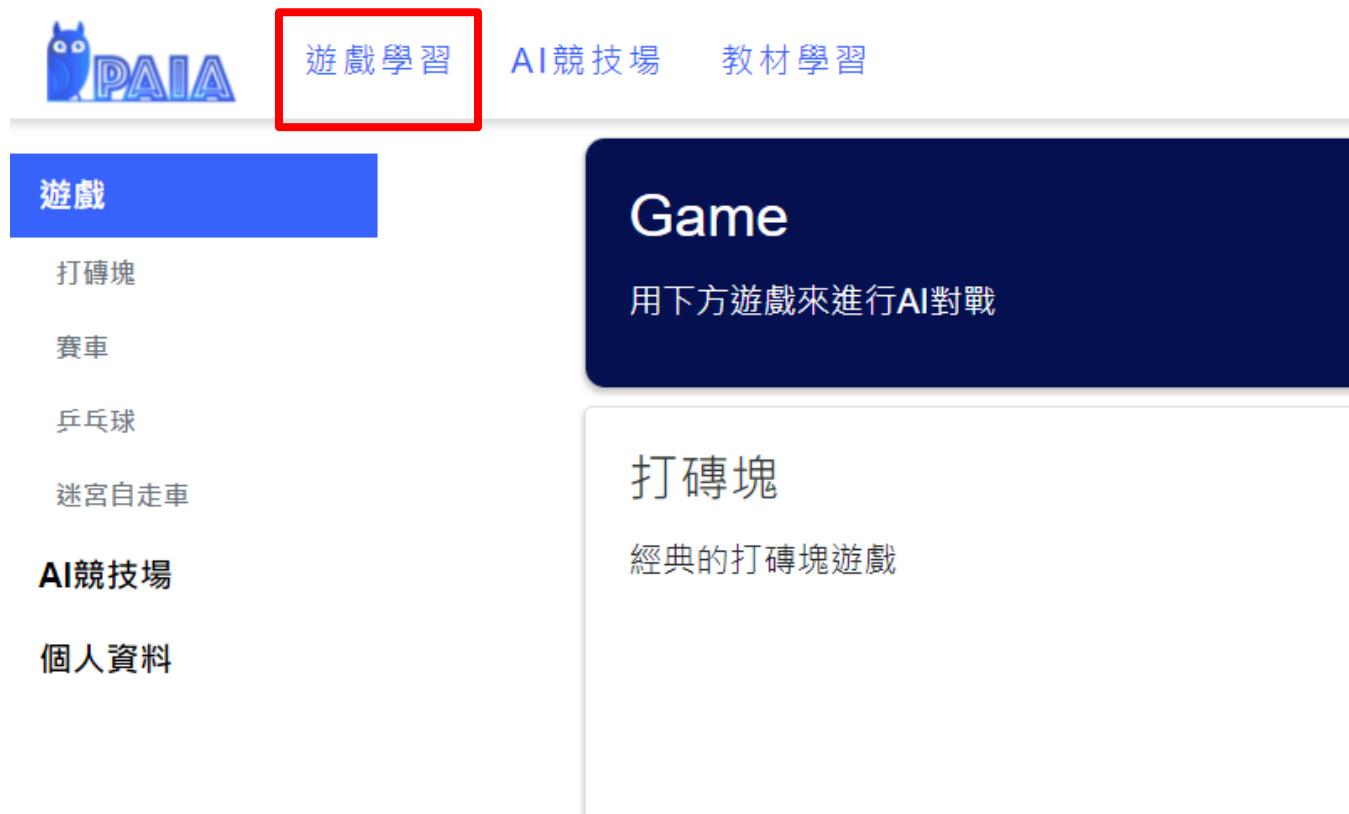 PAIA 遊戲學習 AI競技場 教材學習
遊戲
打磚塊
賽車
乒乓球
迷宮自走車
AI競技場
個人資料
Game
用下方遊戲來進行AI對戰
打磚塊
經典的打磚塊遊戲